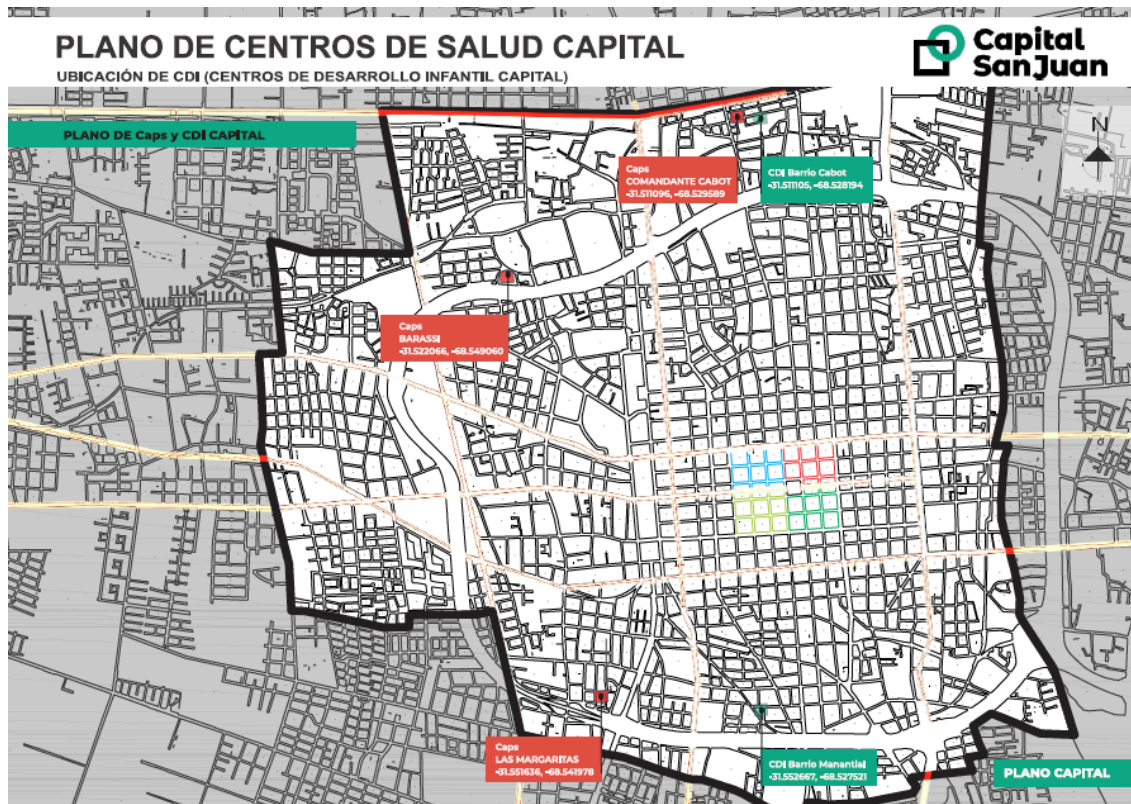 PLANO DE CENTROS DE SALUD CAPITAL
UBICACIÓN DE CDI (CENTROS DE DESARROLLO INFANTIL CAPITAL)
Capital
San Juan
PLANO DE Caps y CDI CAPITAL
N
Caps
COMANDANTE CABOT
-31.511096, -68.529589
CDI Barrio Cabot
-31.511105, -68.528194
Caps
BARASSI
-31.522066, -68.549060
Caps
LAS MARGARITAS
-31.551636, -68.541978
CDI Barrio Manantial
-31.552667, -68.527521
PLANO CAPITAL